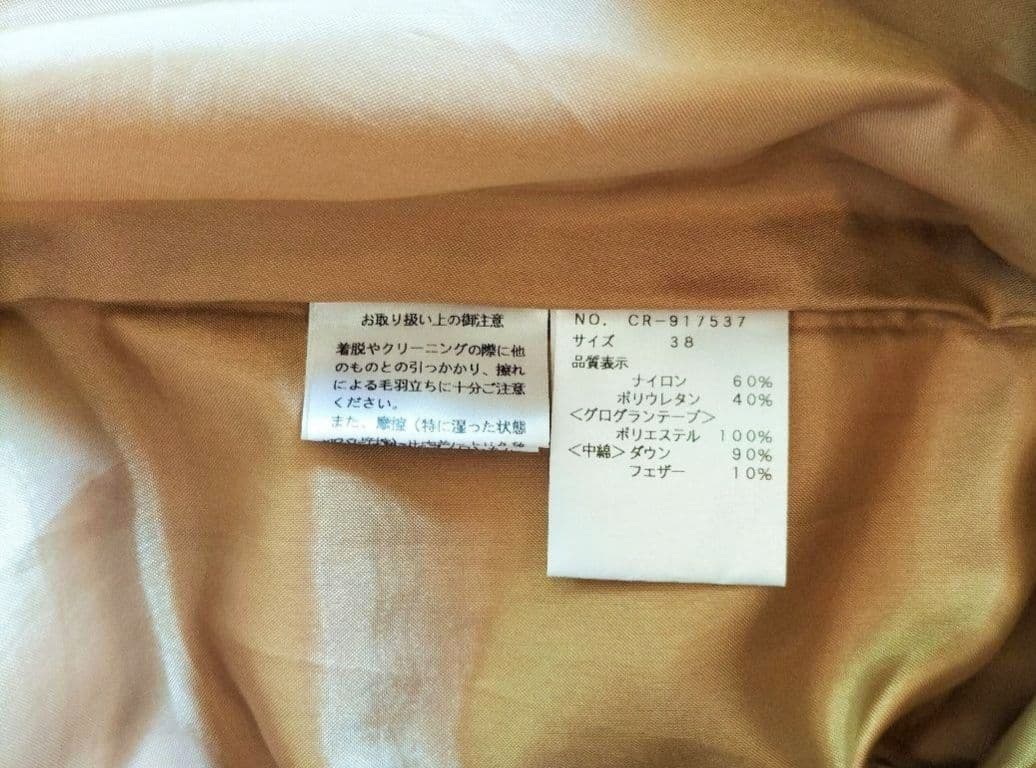 お取り扱い上の御注意
着脱やクリーニングの際に他
のものとの引っかかり、擦れ
による毛羽立ちに十分ご注意
ください。
また、摩擦（特に湿った状態
NO. CR-917537
サイズ 38
品質表示
ナイロン 60%
ポリウレタン 40%
<グログランテープ>
ポリエステル 100%
<中綿>ダウン 90%
フェザー 10%